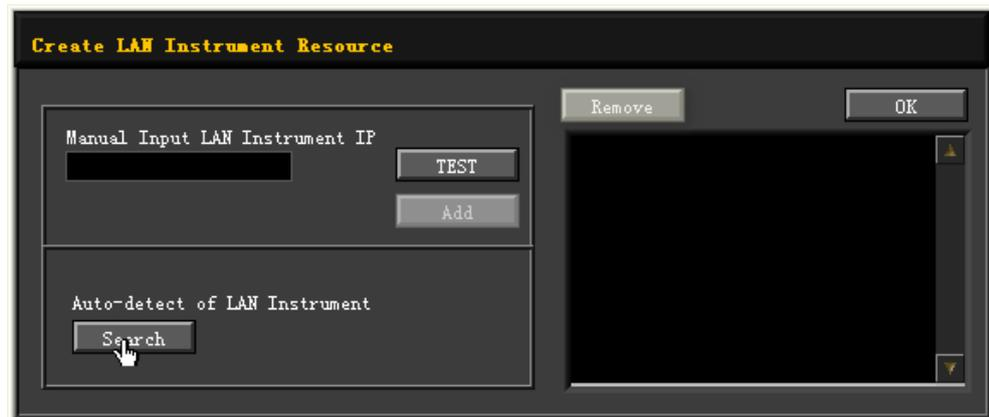 Create LAN Instrument Resource
Manual Input LAN Instrument IP
TEST
Add
Auto-detect of LAN Instrument
Search
Remove
OK